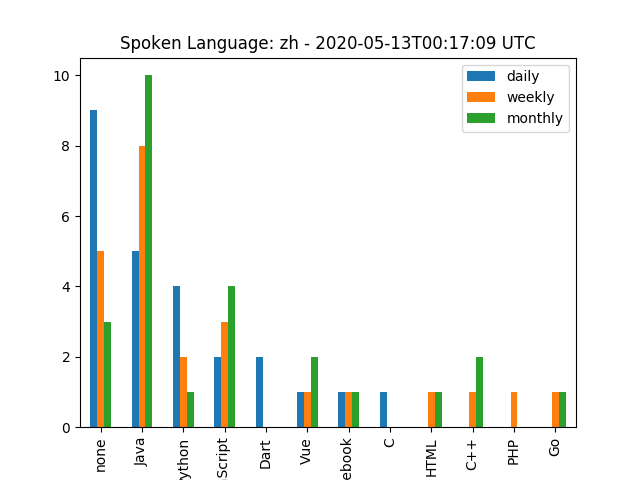 Spoken Language: zh - 2020-05-13T00:17:09 UTC
daily
weekly
monthly
10
8
6
4
2
0
none
Java
ython
Script
Dart
Vue
ebook
C
HTML
C++
PHP
Go